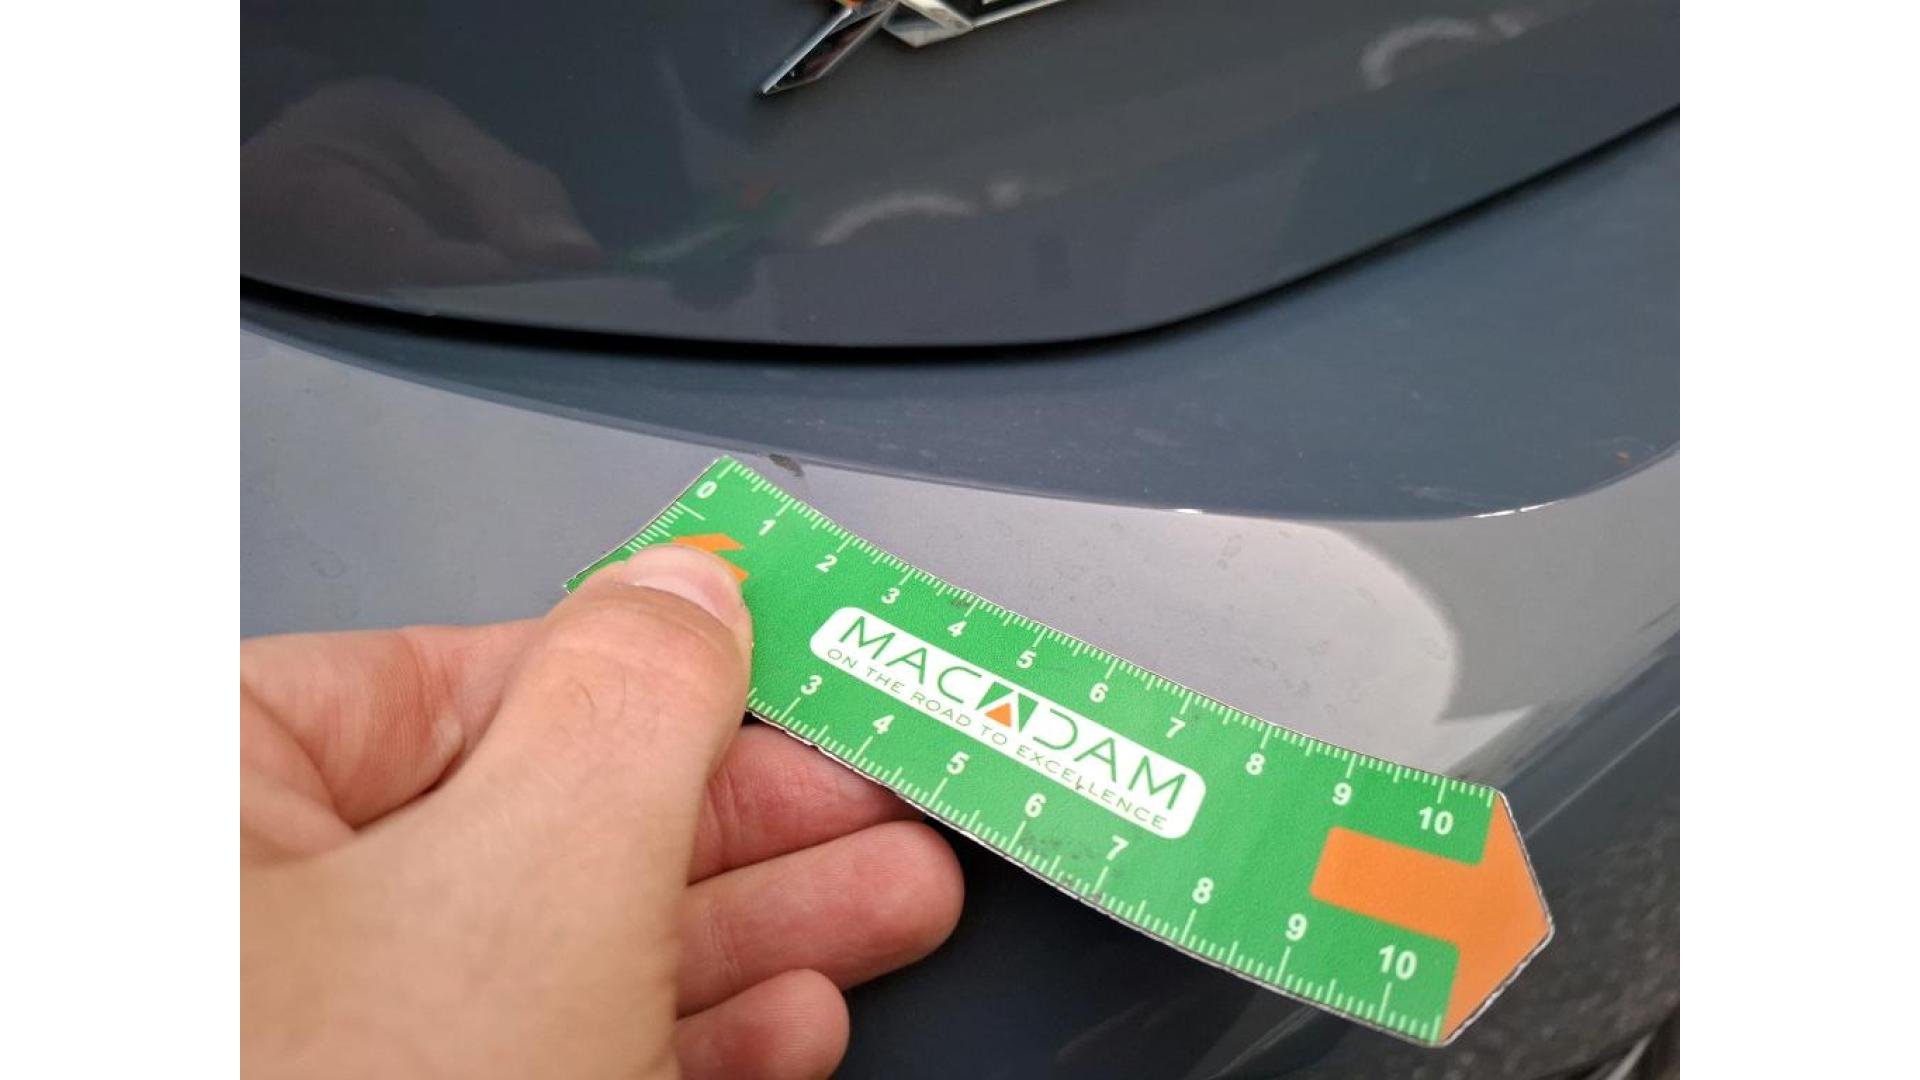 0 1 2 3 4 5 6 7 8 9 10
MACADAM
ON THE ROAD TO EXCELLENCE
3 4 5 6 7 8 9 10